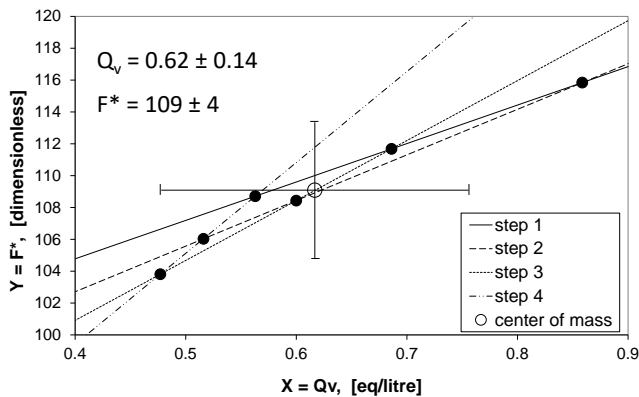 120
118
116
114
112
110
108
106
104
102
100
Y = F*, [dimensionless]
Qv = 0.62 ± 0.14
F* = 109 ± 4
step 1
step 2
step 3
step 4
center of mass
0.4 0.5 0.6 0.7 0.8 0.9
X = Qv, [eq/litre]